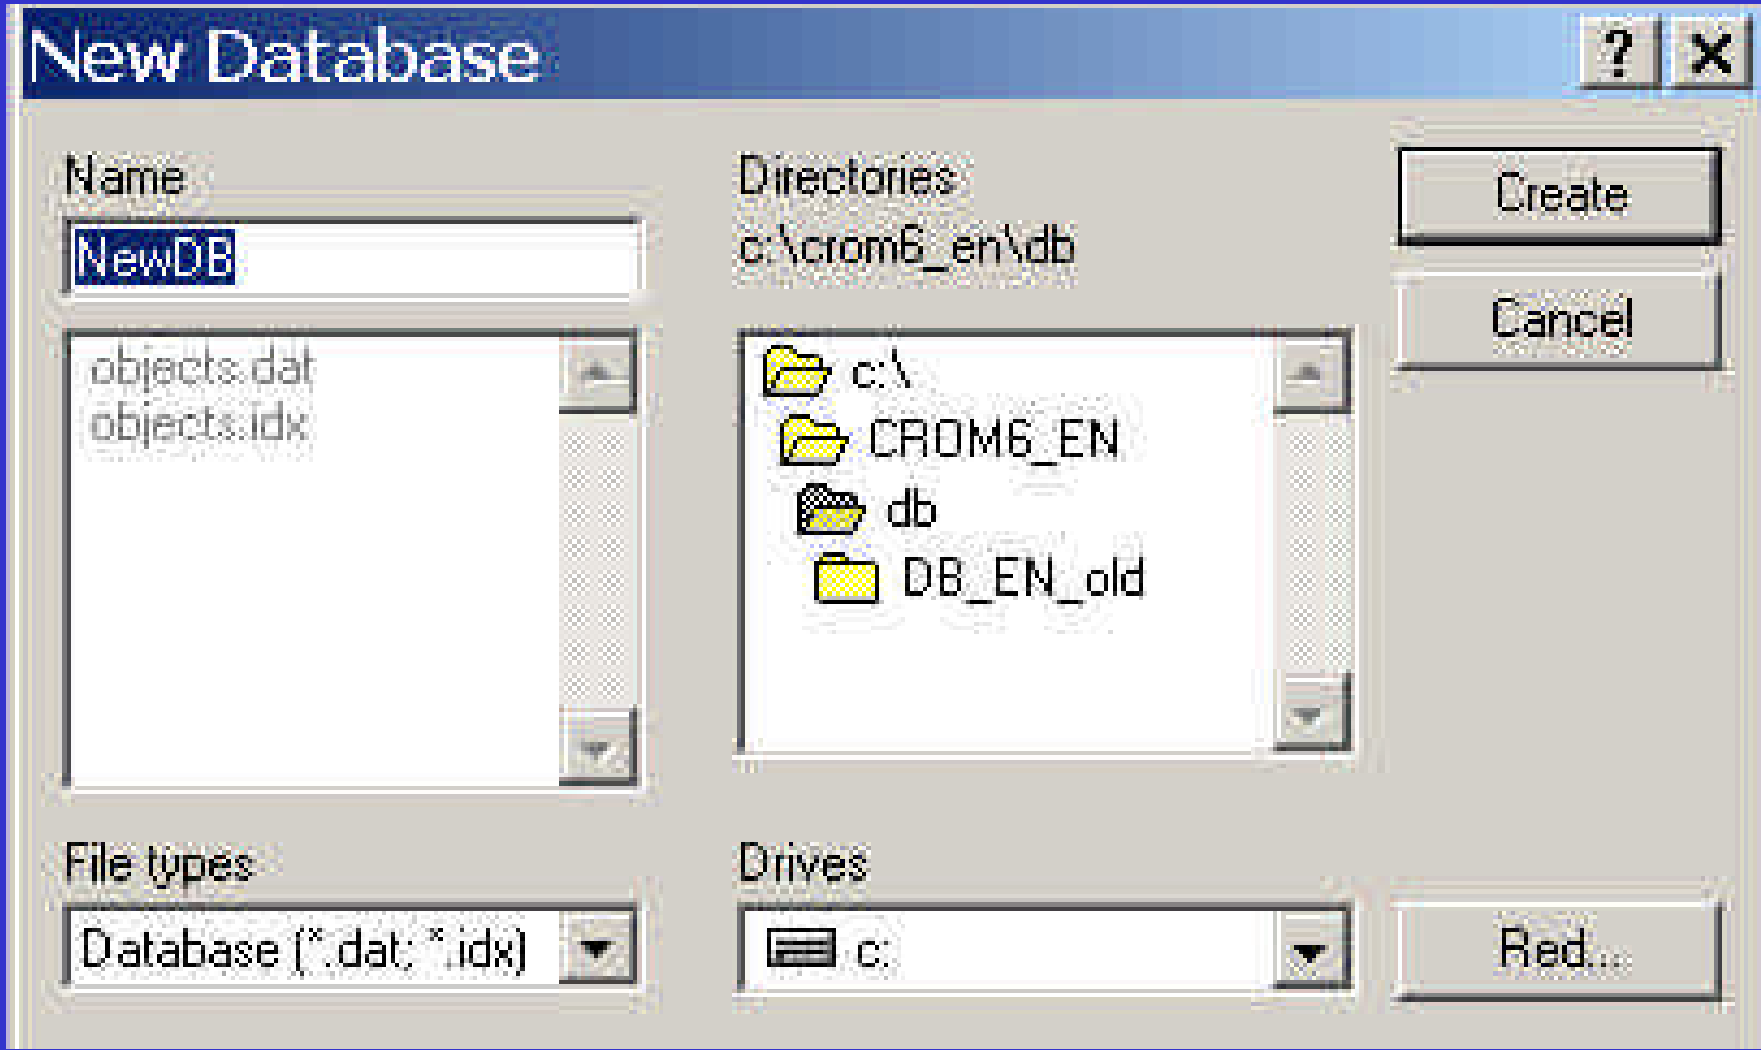 New Database
? X
Name
NewDB
objects.dat
objects.idx
File types
Database (*.dat; *.idx)
Directories
c:\crom6_en\db
c:\
CROM6_EN
db
DB_EN_old
Drives
c:
Create
Cancel
Red...